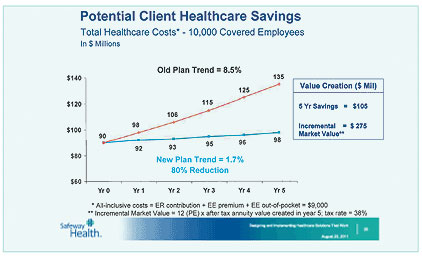 Potential Client Healthcare Savings
Total Healthcare Costs* - 10,000 Covered Employees
In $ Millions
Old Plan Trend = 8.5%
$140
$120
$100
$80
$60
90
98
106
115
125
135
92
93
95
96
98
New Plan Trend = 1.7%
80% Reduction
Yr 0
Yr 1
Yr 2
Yr 3
Yr 4
Yr 5
Value Creation ($ Mil)
5 Yr Savings = $105
Incremental = $ 275
Market Value**
* All-inclusive costs = ER contribution + EE premium + EE out-of-pocket = $9,000
** Incremental Market Value = 12 (PE) x after tax annuity value created in year 5; tax rate = 38%
Safeway
Health.
Designing and Implementing Healthcare Solutions That Work
August 25, 2011